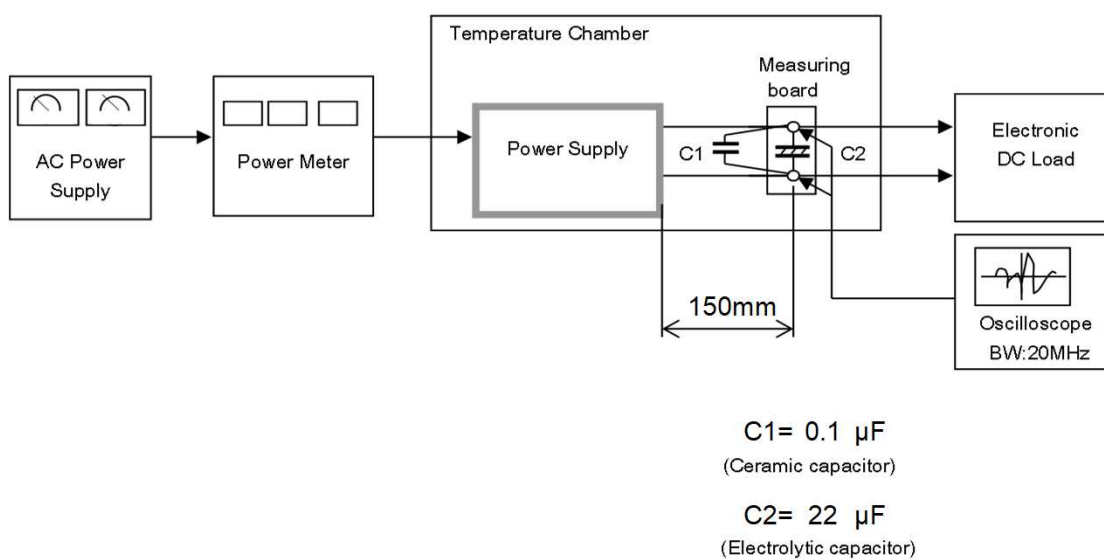 Temperature Chamber
Measuring
board
AC Power
Supply
Power Meter
Power Supply
C1
C2
Electronic
DC Load
150mm
Oscilloscope
BW:20MHz
C1= 0.1 μF
(Ceramic capacitor)
C2= 22 μF
(Electrolytic capacitor)